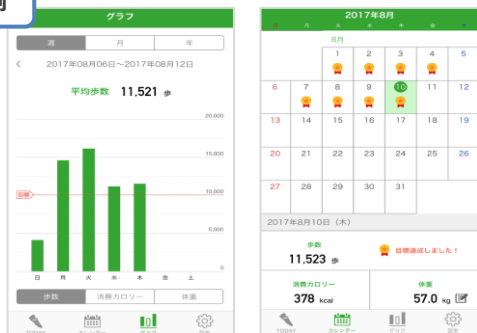 例
グラフ
週 月 年
< 2017年08月06日～2017年08月12日
平均歩数 11,521 歩
20,000
15,000
目標
10,000
5,000
0
日 月 火 水 木 金 土
歩数 消費カロリー 体重
TODAY カレンダー グラフ 設定
2017年8月
日 月 火 水 木 金 土
8月
1 2 3 4 5
6 7 8 9 10 11 12
13 14 15 16 17 18 19
20 21 22 23 24 25 26
27 28 29 30 31
2017年8月10日（木）
歩数
11,523 歩
目標達成しました！
消費カロリー 体重
378 kcal 57.0 kg
TODAY カレンダー グラフ 設定